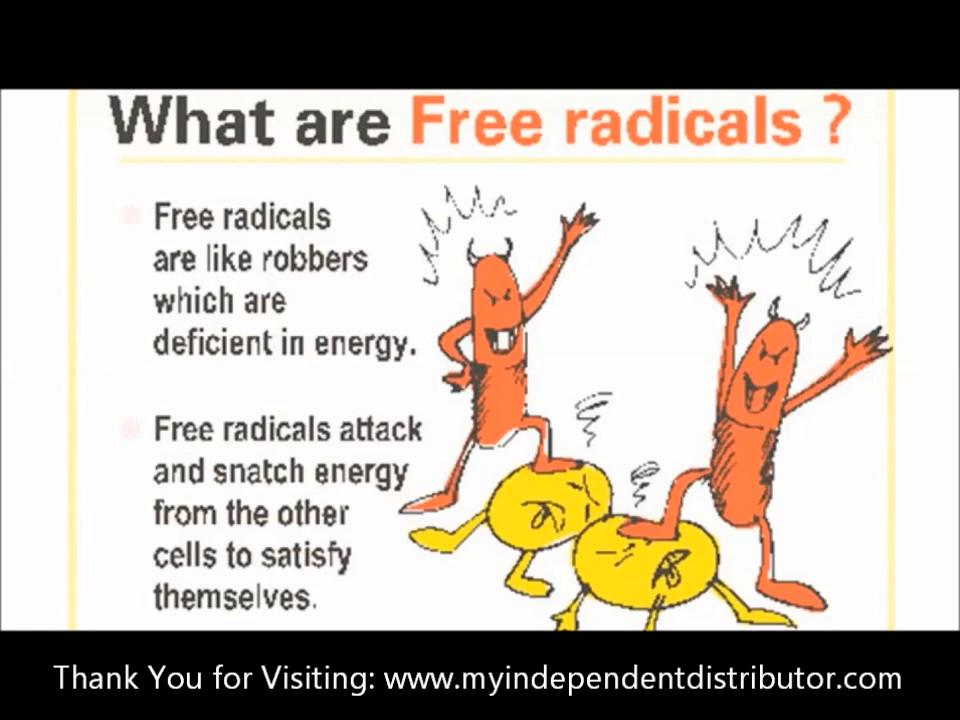 What are Free radicals ?
Free radicals
are like robbers
which are
deficient in energy.
Free radicals attack
and snatch energy
from the other
cells to satisfy
themselves.
Thank You for Visiting: www.myindependentdistributor.com